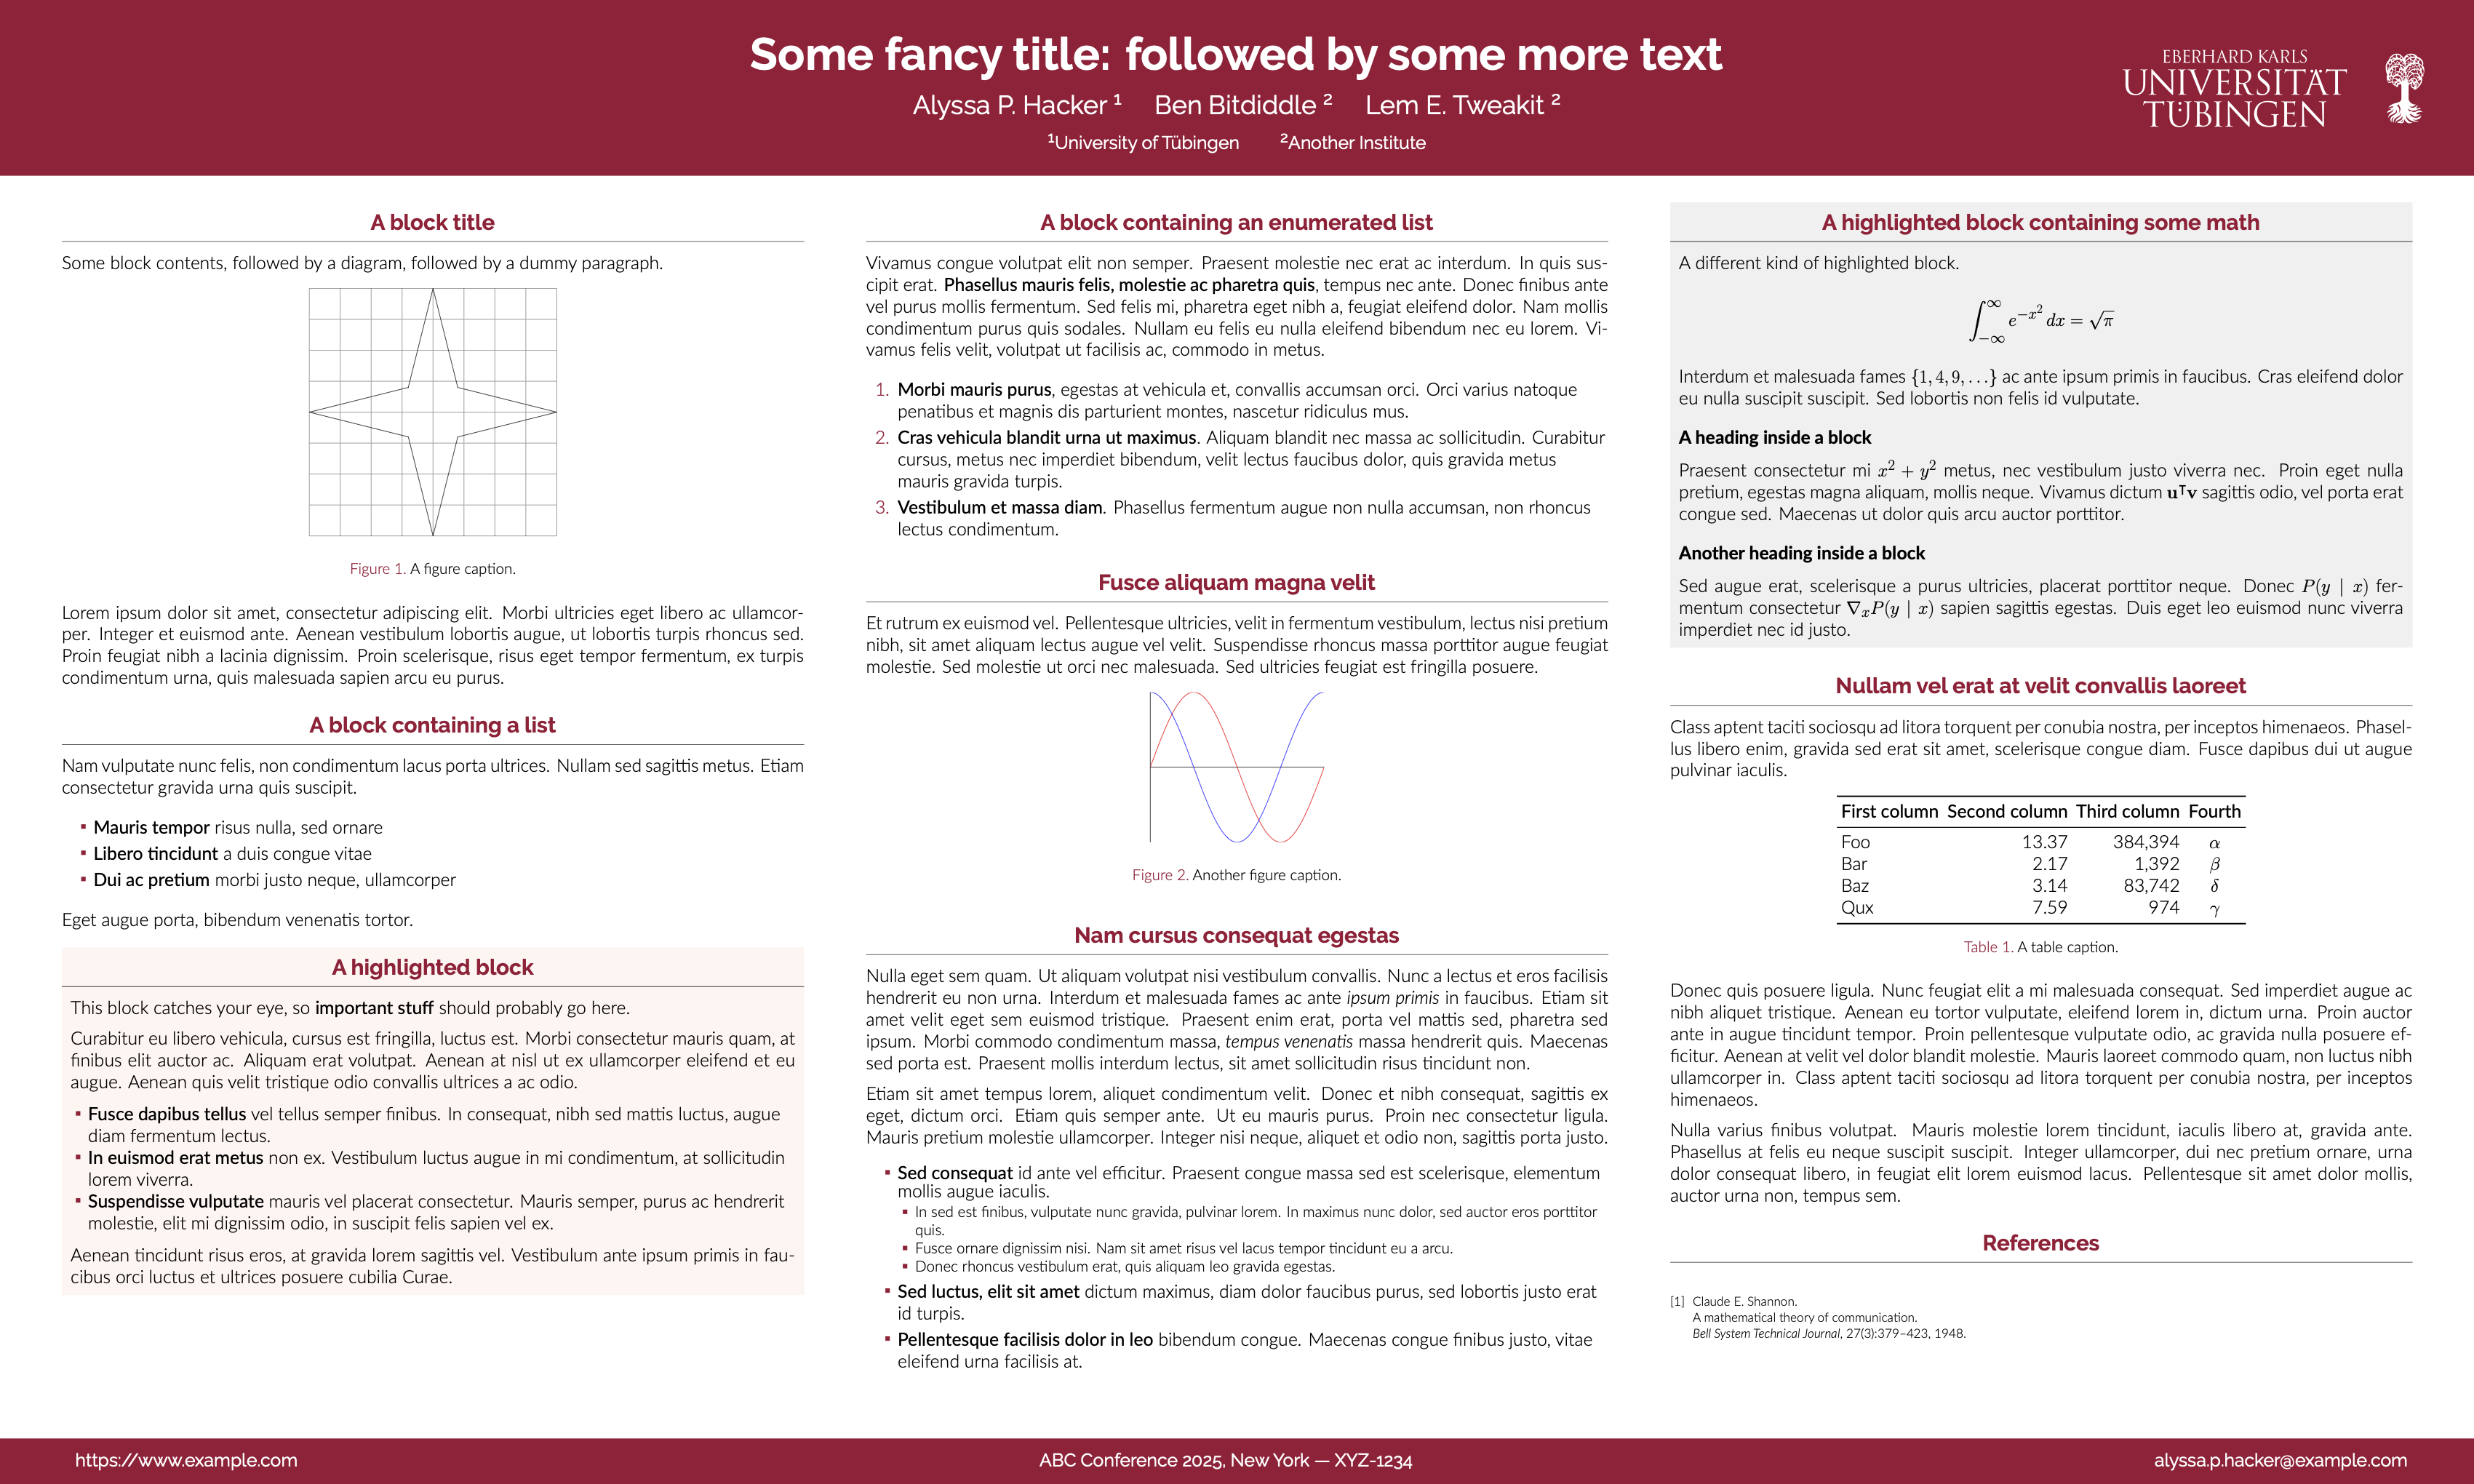 Some fancy title: followed by some more text
Alyssa P. Hacker ¹ Ben Bitdiddle ² Lem E. Tweakit ²
¹University of Tübingen ²Another Institute
EBERHARD KARLS
UNIVERSITÄT
TÜBINGEN
A block title
Some block contents, followed by a diagram, followed by a dummy paragraph.
Figure 1. A figure caption.
Lorem ipsum dolor sit amet, consectetur adipiscing elit. Morbi ultricies eget libero ac ullamcor-
per. Integer et euismod ante. Aenean vestibulum lobortis augue, ut lobortis turpis rhoncus sed.
Proin feugiat nibh a lacinia dignissim. Proin scelerisque, risus eget tempor fermentum, ex turpis
condimentum urna, quis malesuada sapien arcu eu purus.
A block containing a list
Nam vulputate nunc felis, non condimentum lacus porta ultrices. Nullam sed sagittis metus. Etiam
consectetur gravida urna quis suscipit.
▪ Mauris tempor risus nulla, sed ornare
▪ Libero tincidunt a duis congue vitae
▪ Dui ac pretium morbi justo neque, ullamcorper
Eget augue porta, bibendum venenatis tortor.
A highlighted block
This block catches your eye, so important stuff should probably go here.
Curabitur eu libero vehicula, cursus est fringilla, luctus est. Morbi consectetur mauris quam, at
finibus elit auctor ac. Aliquam erat volutpat. Aenean at nisl ut ex ullamcorper eleifend et eu
augue. Aenean quis velit tristique odio convallis ultrices a ac odio.
▪ Fusce dapibus tellus vel tellus semper finibus. In consequat, nibh sed mattis luctus, augue
diam fermentum lectus.
▪ In euismod erat metus non ex. Vestibulum luctus augue in mi condimentum, at sollicitudin
lorem viverra.
▪ Suspendisse vulputate mauris vel placerat consectetur. Mauris semper, purus ac hendrerit
molestie, elit mi dignissim odio, in suscipit felis sapien vel ex.
Aenean tincidunt risus eros, at gravida lorem sagittis vel. Vestibulum ante ipsum primis in fau-
cibus orci luctus et ultrices posuere cubilia Curae.
A block containing an enumerated list
Vivamus congue volutpat elit non semper. Praesent molestie nec erat ac interdum. In quis sus-
cipit erat. Phasellus mauris felis, molestie ac pharetra quis, tempus nec ante. Donec finibus ante
vel purus mollis fermentum. Sed felis mi, pharetra eget nibh a, feugiat eleifend dolor. Nam mollis
condimentum purus quis sodales. Nullam eu felis eu nulla eleifend bibendum nec eu lorem. Vi-
vamus felis velit, volutpat ut facilisis ac, commodo in metus.
1. Morbi mauris purus, egestas at vehicula et, convallis accumsan orci. Orci varius natoque
penatibus et magnis dis parturient montes, nascetur ridiculus mus.
2. Cras vehicula blandit urna ut maximus. Aliquam blandit nec massa ac sollicitudin. Curabitur
cursus, metus nec imperdiet bibendum, velit lectus faucibus dolor, quis gravida metus
mauris gravida turpis.
3. Vestibulum et massa diam. Phasellus fermentum augue non nulla accumsan, non rhoncus
lectus condimentum.
Fusce aliquam magna velit
Et rutrum ex euismod vel. Pellentesque ultricies, velit in fermentum vestibulum, lectus nisi pretium
nibh, sit amet aliquam lectus augue vel velit. Suspendisse rhoncus massa porttitor augue feugiat
molestie. Sed molestie ut orci nec malesuada. Sed ultricies feugiat est fringilla posuere.
Figure 2. Another figure caption.
Nam cursus consequat egestas
Nulla eget sem quam. Ut aliquam volutpat nisi vestibulum convallis. Nunc a lectus et eros facilisis
hendrerit eu non urna. Interdum et malesuada fames ac ante ipsum primis in faucibus. Etiam sit
amet velit eget sem euismod tristique. Praesent enim erat, porta vel mattis sed, pharetra sed
ipsum. Morbi commodo condimentum massa, tempus venenatis massa hendrerit quis. Maecenas
sed porta est. Praesent mollis interdum lectus, sit amet sollicitudin risus tincidunt non.
Etiam sit amet tempus lorem, aliquet condimentum velit. Donec et nibh consequat, sagittis ex
eget, dictum orci. Etiam quis semper ante. Ut eu mauris purus. Proin nec consectetur ligula.
Mauris pretium molestie ullamcorper. Integer nisi neque, aliquet et odio non, sagittis porta justo.
▪ Sed consequat id ante vel efficitur. Praesent congue massa sed est scelerisque, elementum
mollis augue iaculis.
▪ In sed est finibus, vulputate nunc gravida, pulvinar lorem. In maximus nunc dolor, sed auctor eros porttitor
quis.
▪ Fusce ornare dignissim nisi. Nam sit amet risus vel lacus tempor tincidunt eu a arcu.
▪ Donec rhoncus vestibulum erat, quis aliquam leo gravida egestas.
▪ Sed luctus, elit sit amet dictum maximus, diam dolor faucibus purus, sed lobortis justo erat
id turpis.
▪ Pellentesque facilisis dolor in leo bibendum congue. Maecenas congue finibus justo, vitae
eleifend urna facilisis at.
A highlighted block containing some math
A different kind of highlighted block.
∫_{−∞}^{∞} e^{−x²} dx = √π
Interdum et malesuada fames {1, 4, 9, …} ac ante ipsum primis in faucibus. Cras eleifend dolor
eu nulla suscipit suscipit. Sed lobortis non felis id vulputate.
A heading inside a block
Praesent consectetur mi x² + y² metus, nec vestibulum justo viverra nec. Proin eget nulla
pretium, egestas magna aliquam, mollis neque. Vivamus dictum u⊺v sagittis odio, vel porta erat
congue sed. Maecenas ut dolor quis arcu auctor porttitor.
Another heading inside a block
Sed augue erat, scelerisque a purus ultricies, placerat porttitor neque. Donec P(y | x) fer-
mentum consectetur ∇ₓP(y | x) sapien sagittis egestas. Duis eget leo euismod nunc viverra
imperdiet nec id justo.
Nullam vel erat at velit convallis laoreet
Class aptent taciti sociosqu ad litora torquent per conubia nostra, per inceptos himenaeos. Phasel-
lus libero enim, gravida sed erat sit amet, scelerisque congue diam. Fusce dapibus dui ut augue
pulvinar iaculis.
First column Second column Third column Fourth
Foo 13.37 384,394 α
Bar 2.17 1,392 β
Baz 3.14 83,742 δ
Qux 7.59 974 γ
Table 1. A table caption.
Donec quis posuere ligula. Nunc feugiat elit a mi malesuada consequat. Sed imperdiet augue ac
nibh aliquet tristique. Aenean eu tortor vulputate, eleifend lorem in, dictum urna. Proin auctor
ante in augue tincidunt tempor. Proin pellentesque vulputate odio, ac gravida nulla posuere ef-
ficitur. Aenean at velit vel dolor blandit molestie. Mauris laoreet commodo quam, non luctus nibh
ullamcorper in. Class aptent taciti sociosqu ad litora torquent per conubia nostra, per inceptos
himenaeos.
Nulla varius finibus volutpat. Mauris molestie lorem tincidunt, iaculis libero at, gravida ante.
Phasellus at felis eu neque suscipit suscipit. Integer ullamcorper, dui nec pretium ornare, urna
dolor consequat libero, in feugiat elit lorem euismod lacus. Pellentesque sit amet dolor mollis,
auctor urna non, tempus sem.
References
[1] Claude E. Shannon.
A mathematical theory of communication.
Bell System Technical Journal, 27(3):379–423, 1948.
https://www.example.com
ABC Conference 2025, New York — XYZ-1234
alyssa.p.hacker@example.com